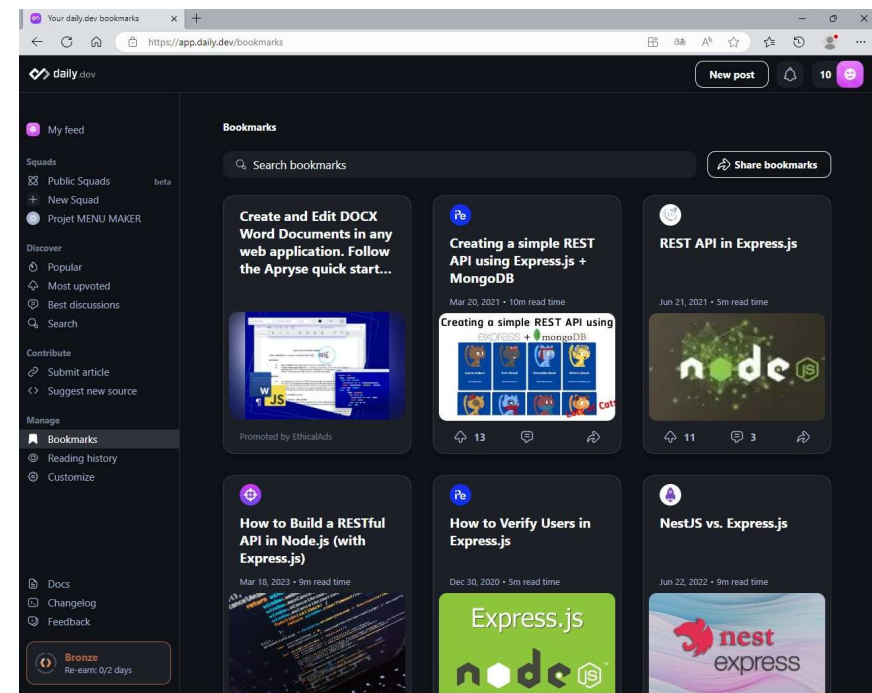 Your daily.dev bookmarks
https://app.daily.dev/bookmarks
daily.dev
New post
10
My feed
Squads
Public Squads beta
New Squad
Projet MENU MAKER
Discover
Popular
Most upvoted
Best discussions
Search
Contribute
Submit article
Suggest new source
Manage
Bookmarks
Reading history
Customize
Docs
Changelog
Feedback
Bronze
Re-earn: 0/2 days
Bookmarks
Search bookmarks
Share bookmarks
Create and Edit DOCX
Word Documents in any
web application. Follow
the Apryse quick start...
W
JS
Promoted by EthicalAds
Creating a simple REST
API using Express.js +
MongoDB
Mar 20, 2021 • 10m read time
Creating a simple REST API using
express + mongoDB
Cats
13
REST API in Express.js
Jun 21, 2021 • 5m read time
node JS
11
3
How to Build a RESTful
API in Node.js (with
Express.js)
Mar 18, 2023 • 9m read time
How to Verify Users in
Express.js
Dec 30, 2020 • 5m read time
Express.js
node JS
NestJS vs. Express.js
Jun 22, 2022 • 9m read time
nest
express